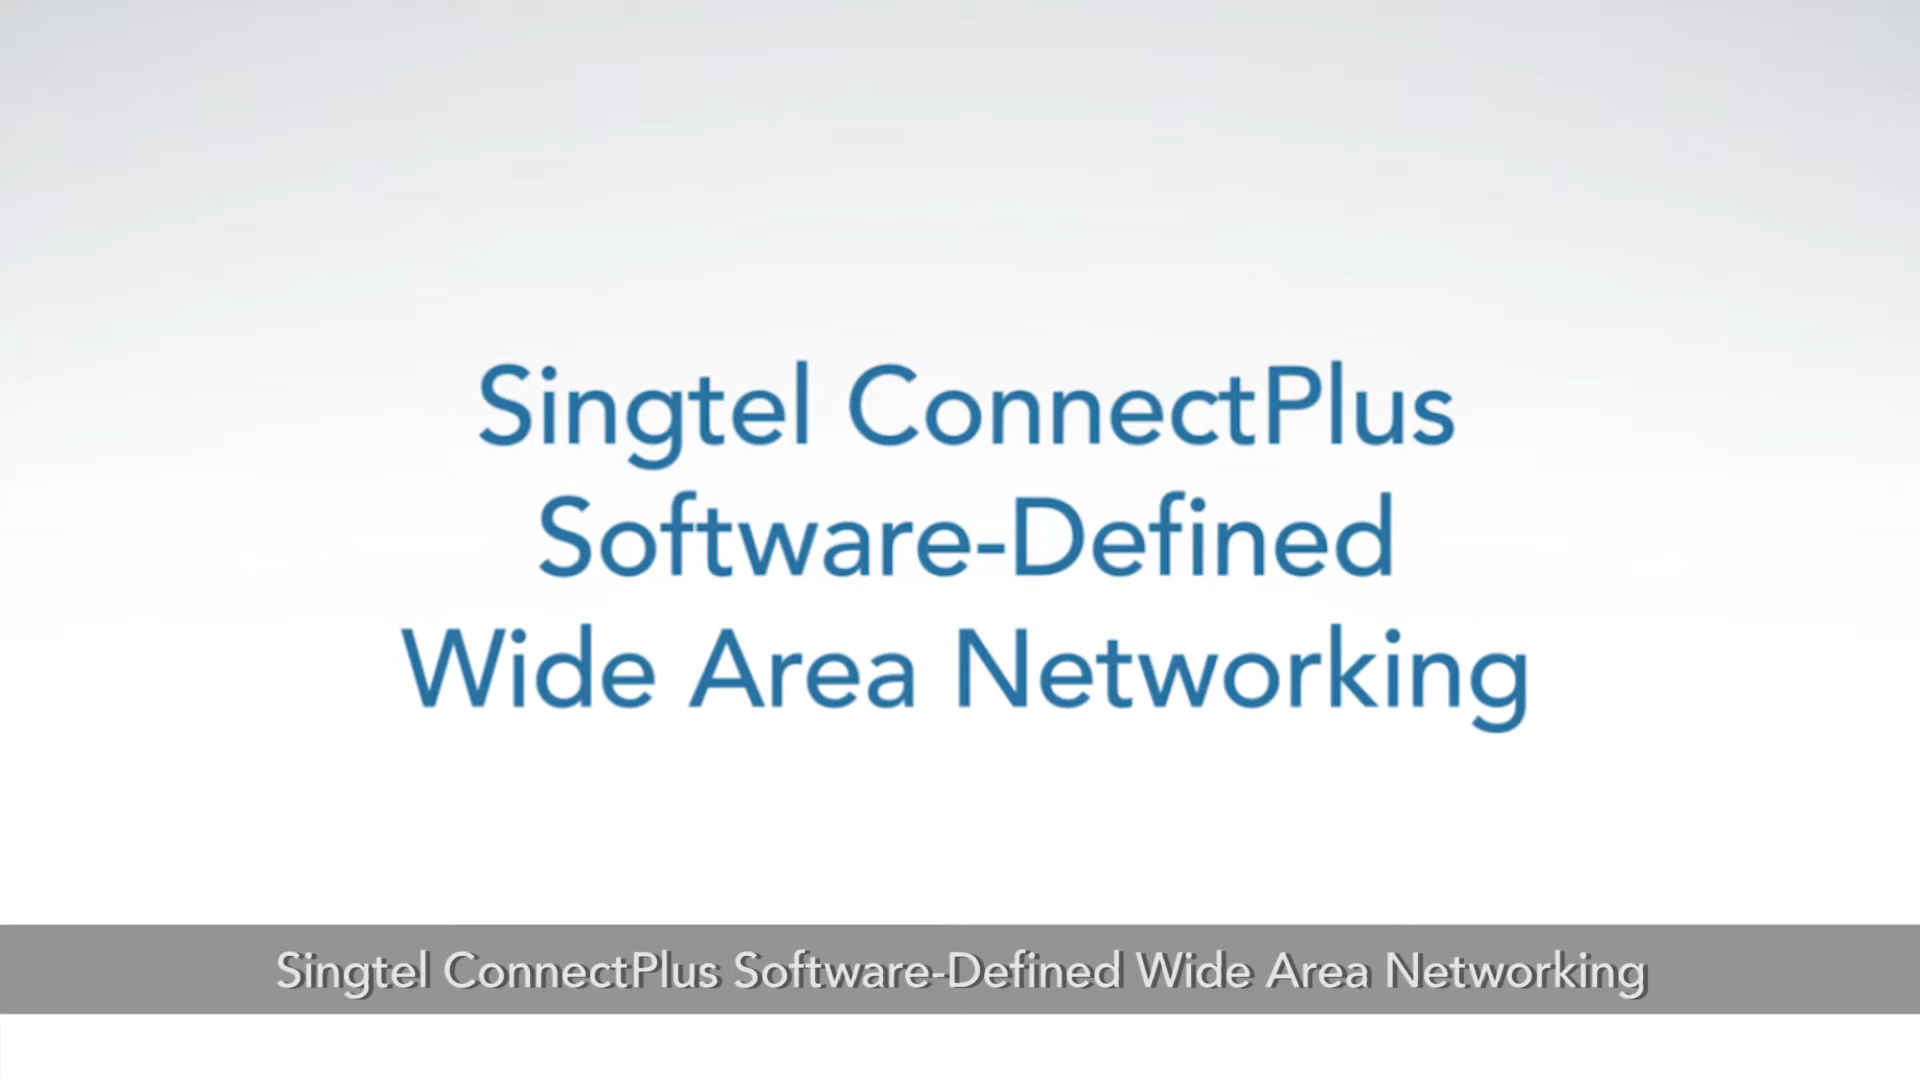 Singtel ConnectPlus
Software-Defined
Wide Area Networking
Singtel ConnectPlus Software-Defined Wide Area Networking